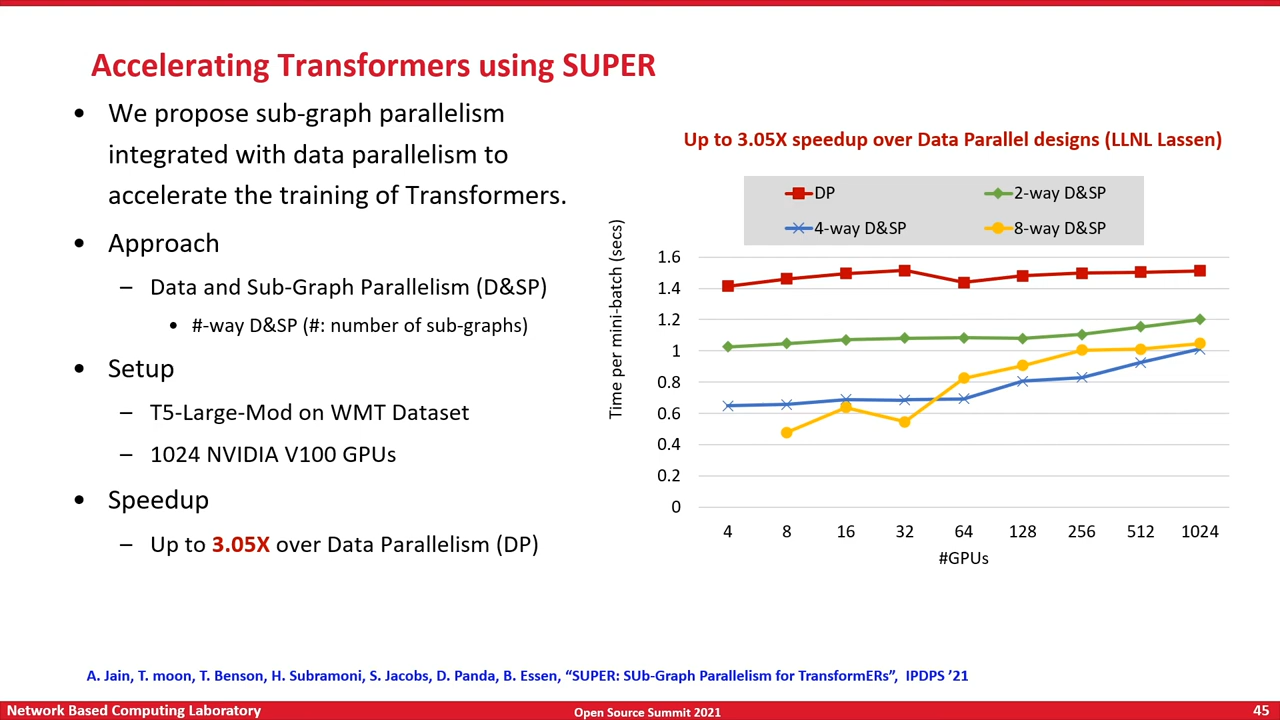 Accelerating Transformers using SUPER
• We propose sub-graph parallelism
integrated with data parallelism to
accelerate the training of Transformers.
• Approach
– Data and Sub-Graph Parallelism (D&SP)
• #-way D&SP (#: number of sub-graphs)
• Setup
– T5-Large-Mod on WMT Dataset
– 1024 NVIDIA V100 GPUs
• Speedup
– Up to 3.05X over Data Parallelism (DP)
Up to 3.05X speedup over Data Parallel designs (LLNL Lassen)
DP
2-way D&SP
4-way D&SP
8-way D&SP
Time per mini-batch (secs)
1.6
1.4
1.2
1
0.8
0.6
0.4
0.2
0
4 8 16 32 64 128 256 512 1024
#GPUs
A. Jain, T. moon, T. Benson, H. Subramoni, S. Jacobs, D. Panda, B. Essen, “SUPER: SUb-Graph Parallelism for TransformERs”, IPDPS ’21
Network Based Computing Laboratory
Open Source Summit 2021
45